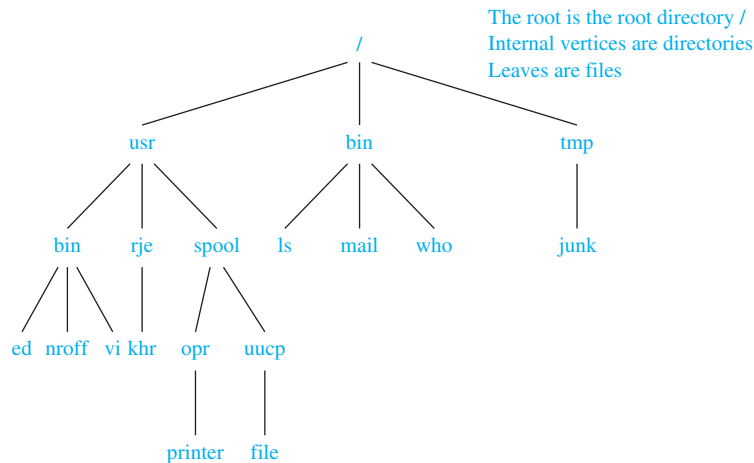 The root is the root directory /
Internal vertices are directories
Leaves are files
/
usr bin tmp
bin rje spool ls mail who junk
ed nroff vi khr opr uucp
printer file